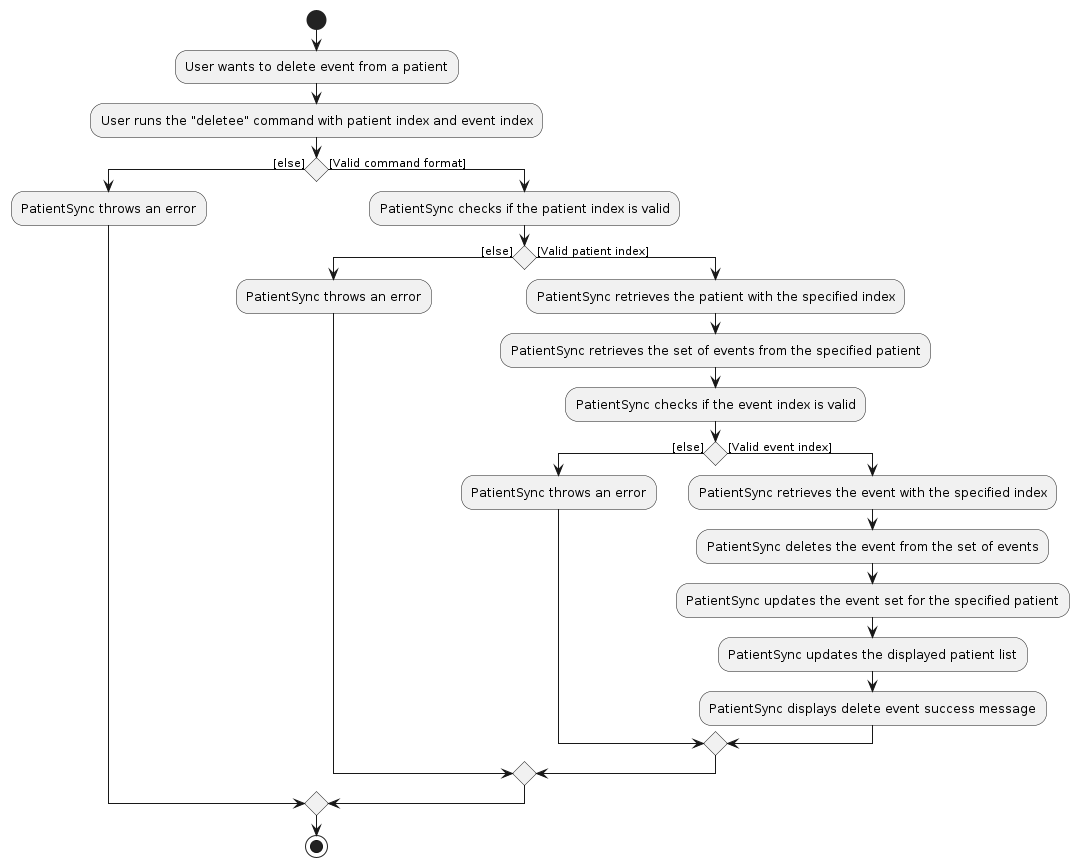 User wants to delete event from a patient
User runs the "deletee" command with patient index and event index
[else]
[Valid command format]
PatientSync throws an error
PatientSync checks if the patient index is valid
[else]
[Valid patient index]
PatientSync throws an error
PatientSync retrieves the patient with the specified index
PatientSync retrieves the set of events from the specified patient
PatientSync checks if the event index is valid
[else]
[Valid event index]
PatientSync throws an error
PatientSync retrieves the event with the specified index
PatientSync deletes the event from the set of events
PatientSync updates the event set for the specified patient
PatientSync updates the displayed patient list
PatientSync displays delete event success message